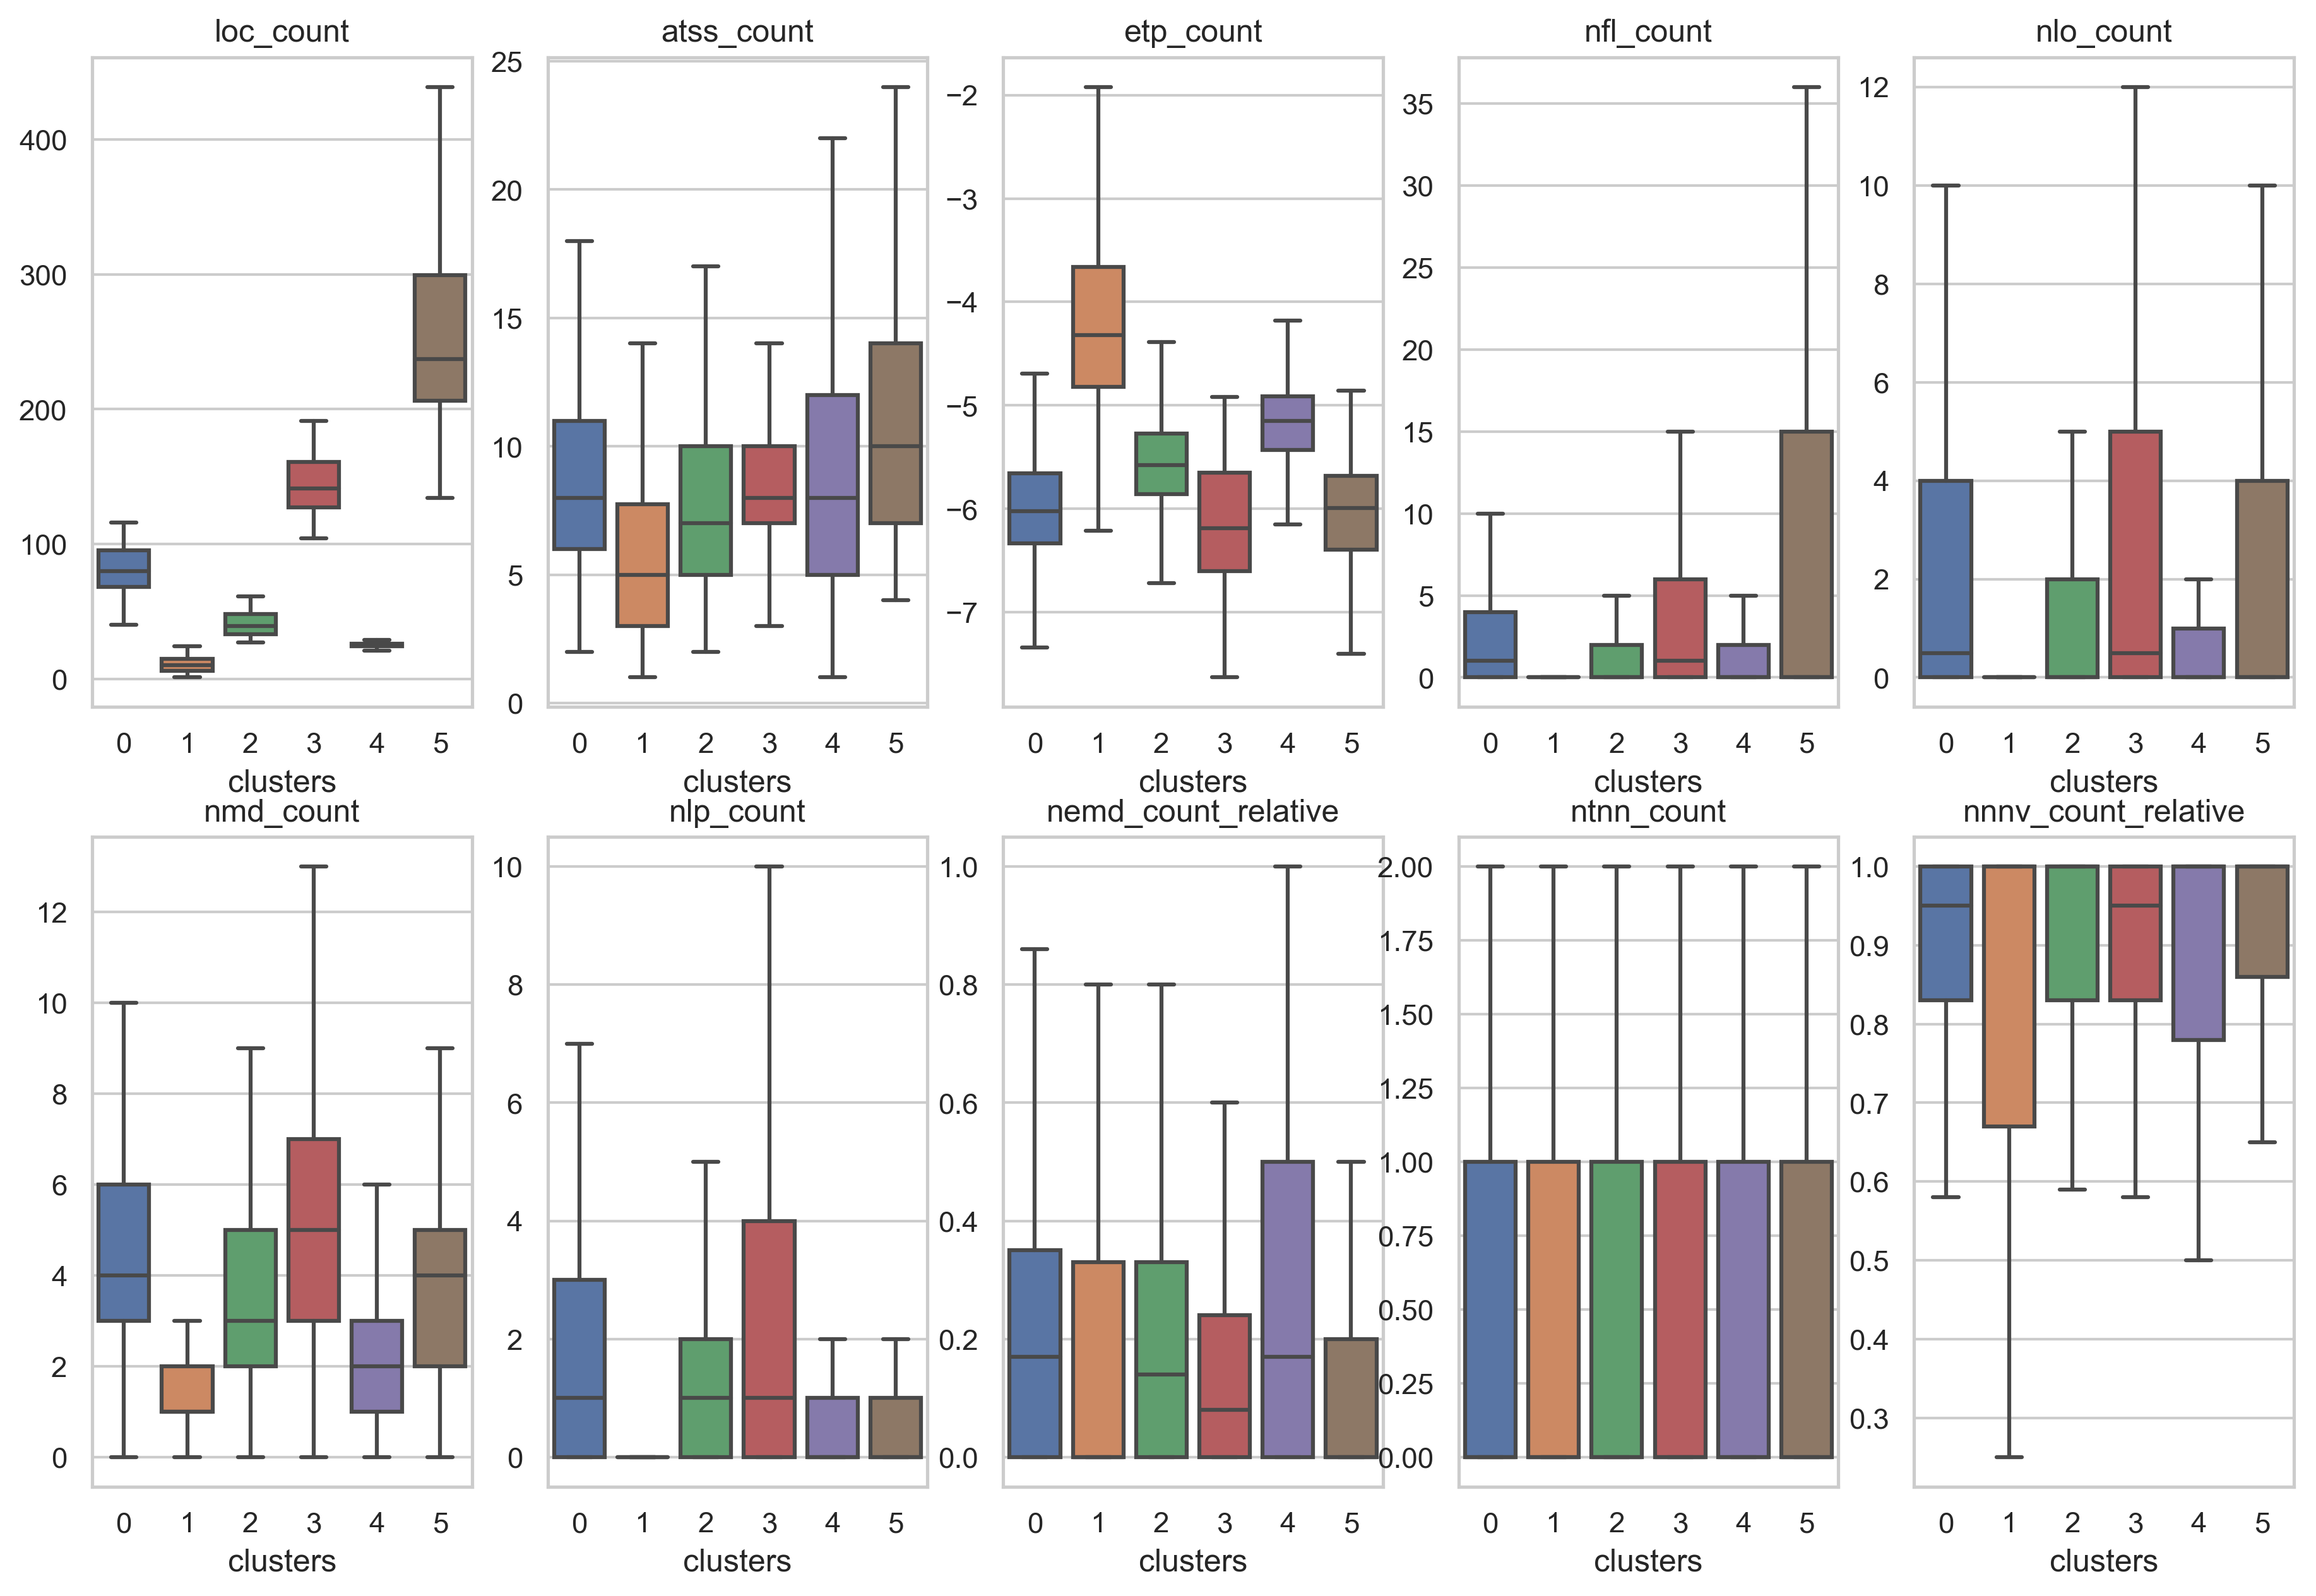 loc_count
400
300
200
100
0
0 1 2 3 4 5
clusters
atss_count
25
20
15
10
5
0
0 1 2 3 4 5
clusters
etp_count
−2
−3
−4
−5
−6
−7
0 1 2 3 4 5
clusters
nfl_count
35
30
25
20
15
10
5
0
0 1 2 3 4 5
clusters
nlo_count
12
10
8
6
4
2
0
0 1 2 3 4 5
clusters
nmd_count
12
10
8
6
4
2
0
0 1 2 3 4 5
clusters
nlp_count
10
8
6
4
2
0
0 1 2 3 4 5
clusters
nemd_count_relative
1.0
0.8
0.6
0.4
0.2
0.0
0 1 2 3 4 5
clusters
ntnn_count
2.00
1.75
1.50
1.25
1.00
0.75
0.50
0.25
0.00
0 1 2 3 4 5
clusters
nnnv_count_relative
1.0
0.9
0.8
0.7
0.6
0.5
0.4
0.3
0 1 2 3 4 5
clusters